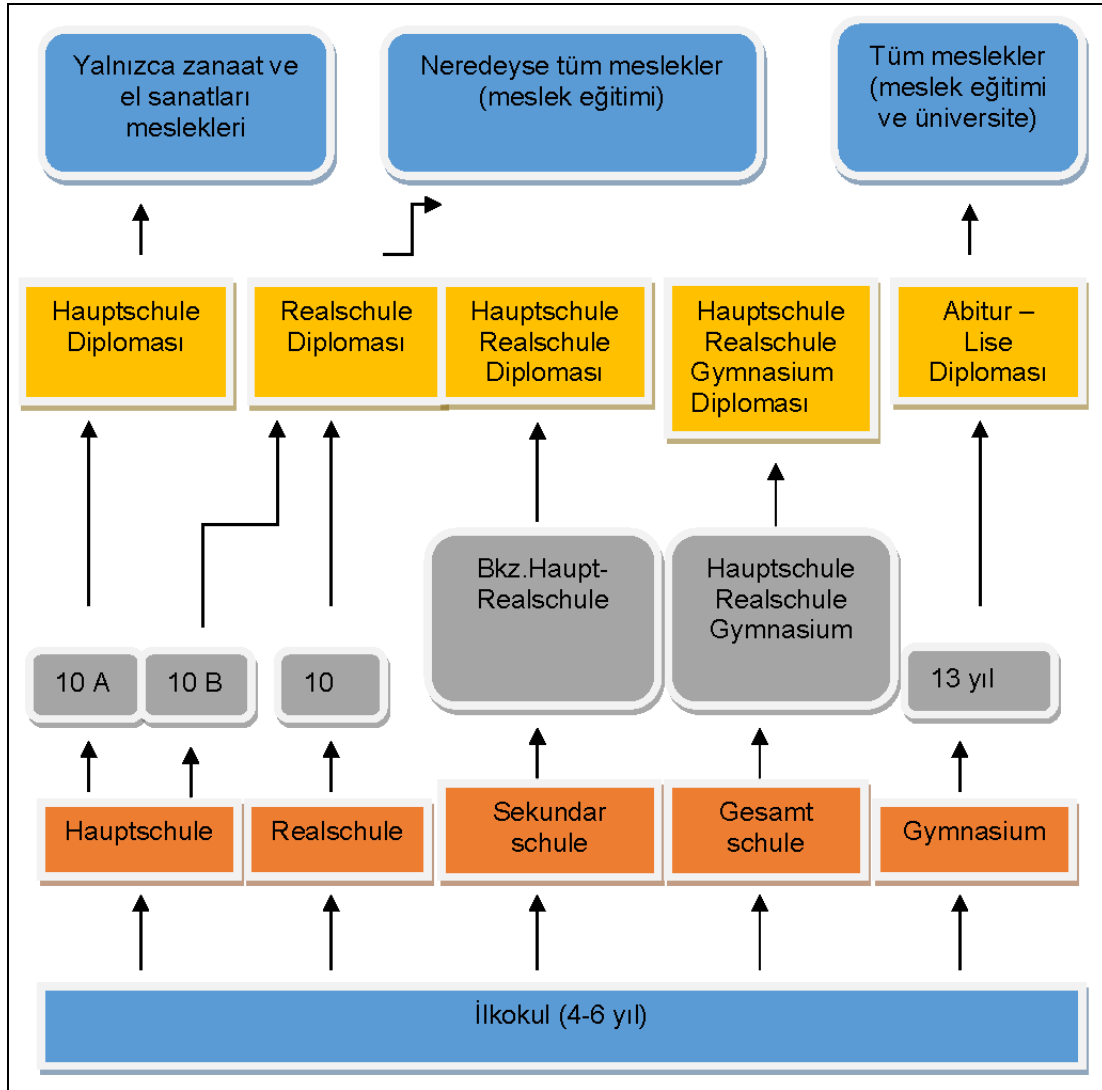 Yalnızca zanaat ve
el sanatları
meslekleri
Neredeyse tüm meslekler
(meslek eğitimi)
Tüm meslekler
(meslek eğitimi
ve üniversite)
Hauptschule
Diploması
Realschule
Diploması
Hauptschule
Realschule
Diploması
Hauptschule
Realschule
Gymnasium
Diploması
Abitur –
Lise
Diploması
Bkz.Haupt-
Realschule
Hauptschule
Realschule
Gymnasium
10 A
10 B
10
13 yıl
Hauptschule
Realschule
Sekundar
schule
Gesamt
schule
Gymnasium
İlkokul (4-6 yıl)